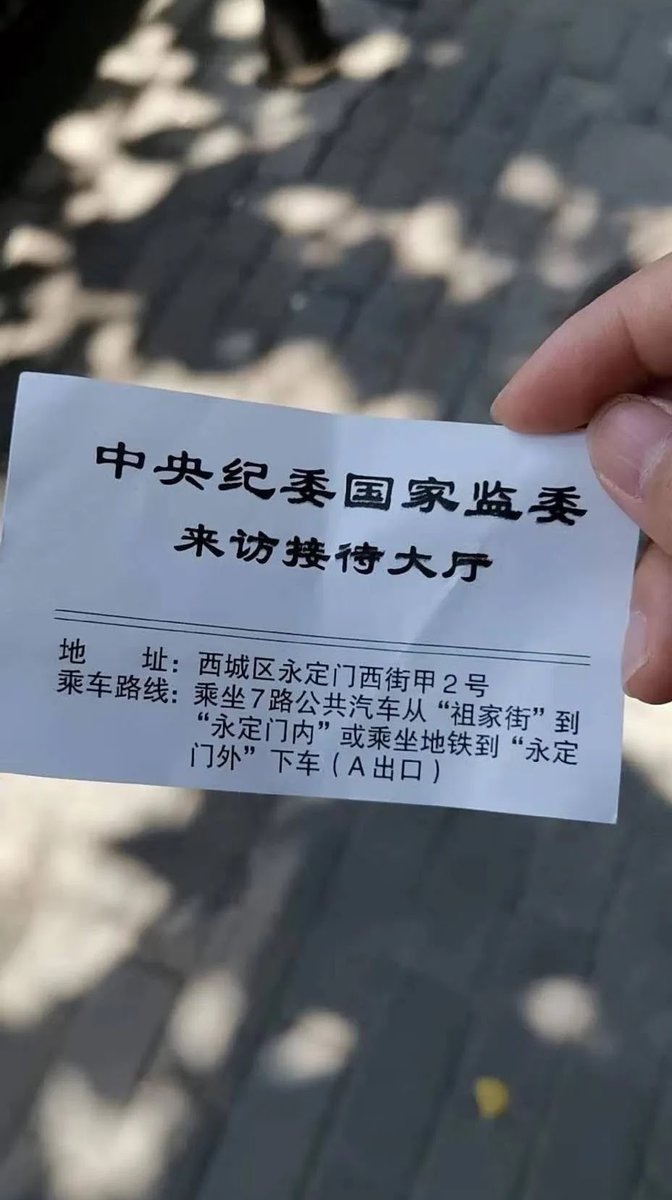 中央纪委国家监委
来访接待大厅
地　　址：西城区永定门西街甲2号
乘车路线：乘坐7路公共汽车从“祖家街”到
“永定门内”或乘坐地铁到“永定
门外”下车(A出口)